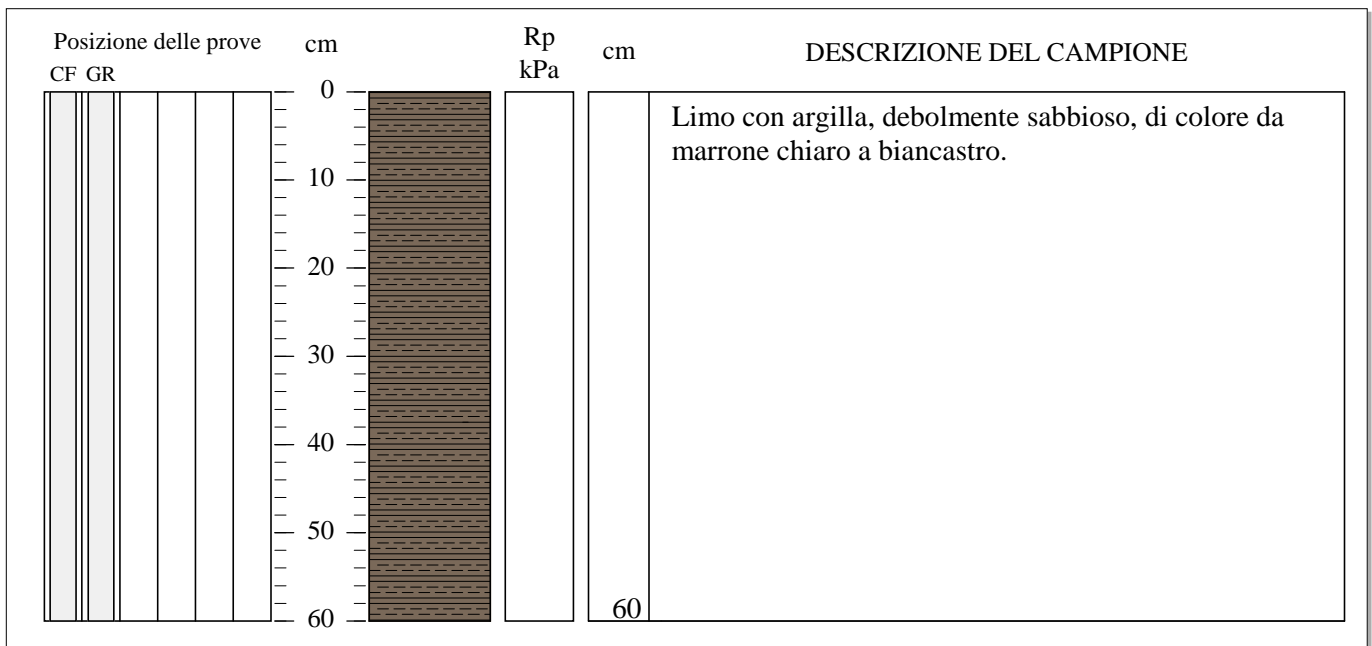 Posizione delle prove
CF GR
cm
Rp
kPa
cm
DESCRIZIONE DEL CAMPIONE
0
10
20
30
40
50
60
60
Limo con argilla, debolmente sabbioso, di colore da
marrone chiaro a biancastro.